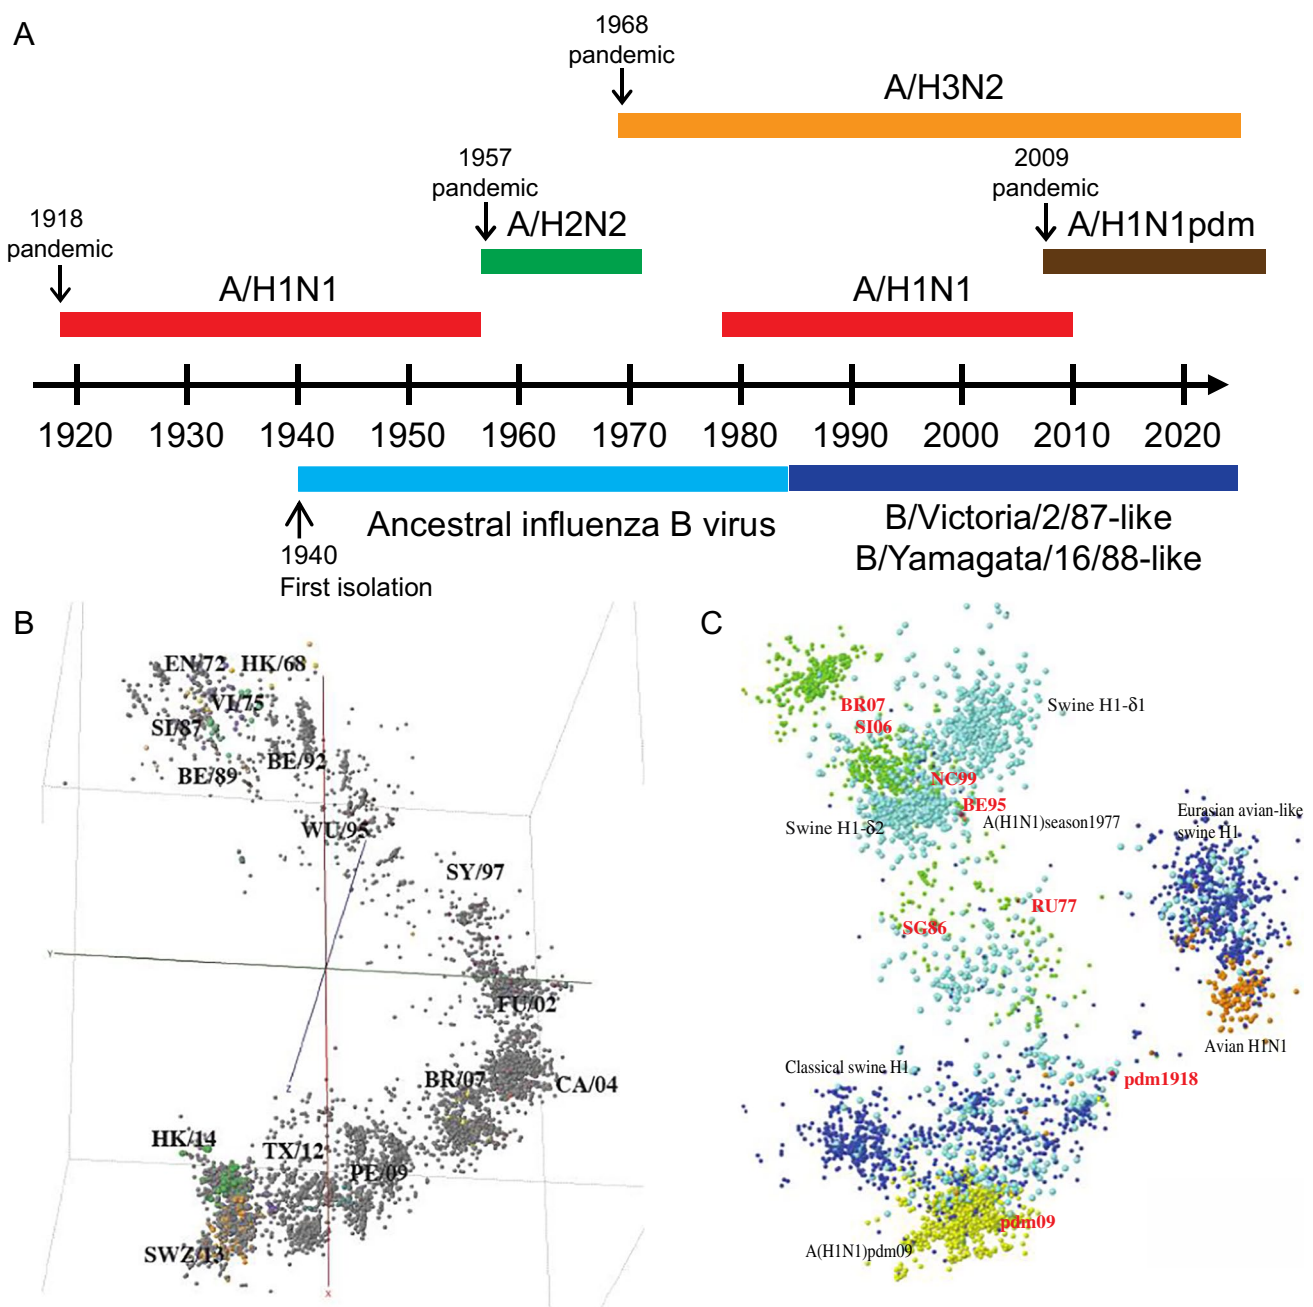 A
1968
pandemic
A/H3N2
1957
pandemic
2009
pandemic
1918
pandemic
A/H2N2
A/H1N1pdm
A/H1N1
A/H1N1
1920 1930 1940 1950 1960 1970 1980 1990 2000 2010 2020
Ancestral influenza B virus
B/Victoria/2/87-like
B/Yamagata/16/88-like
1940
First isolation
B
EN/72
HK/68
VI/75
SI/87
BE/92
BE/89
WU/95
SY/97
Y
FU/02
Z
BR/07
CA/04
HK/14
TX/12
PE/09
SWZ/13
X
C
BR07
SI06
Swine H1-δ1
NC99
BE95
Swine H1-δ2
A(H1N1)season1977
Eurasian avian-like
swine H1
RU77
SG86
Avian H1N1
Classical swine H1
pdm1918
pdm09
A(H1N1)pdm09